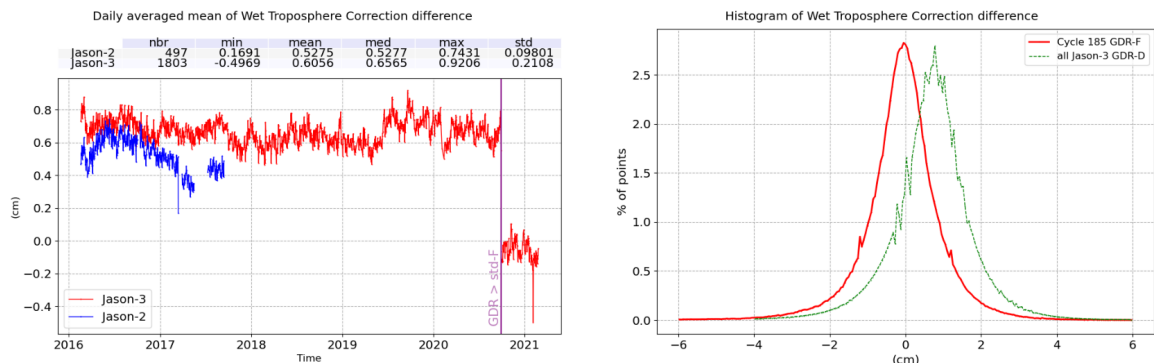 Daily averaged mean of Wet Troposphere Correction difference
nbr min mean med max std
Jason-2 497 0.1691 0.5275 0.5277 0.7431 0.09801
Jason-3 1803 -0.4969 0.6056 0.6565 0.9206 0.2108
0.8
0.6
0.4
0.2
0.0
−0.2
−0.4
(cm)
GDR > std-F
Jason-3
Jason-2
2016 2017 2018 2019 2020 2021
Time
Histogram of Wet Troposphere Correction difference
Cycle 185 GDR-F
all Jason-3 GDR-D
2.5
2.0
1.5
1.0
0.5
0.0
% of points
−6 −4 −2 0 2 4 6
(cm)